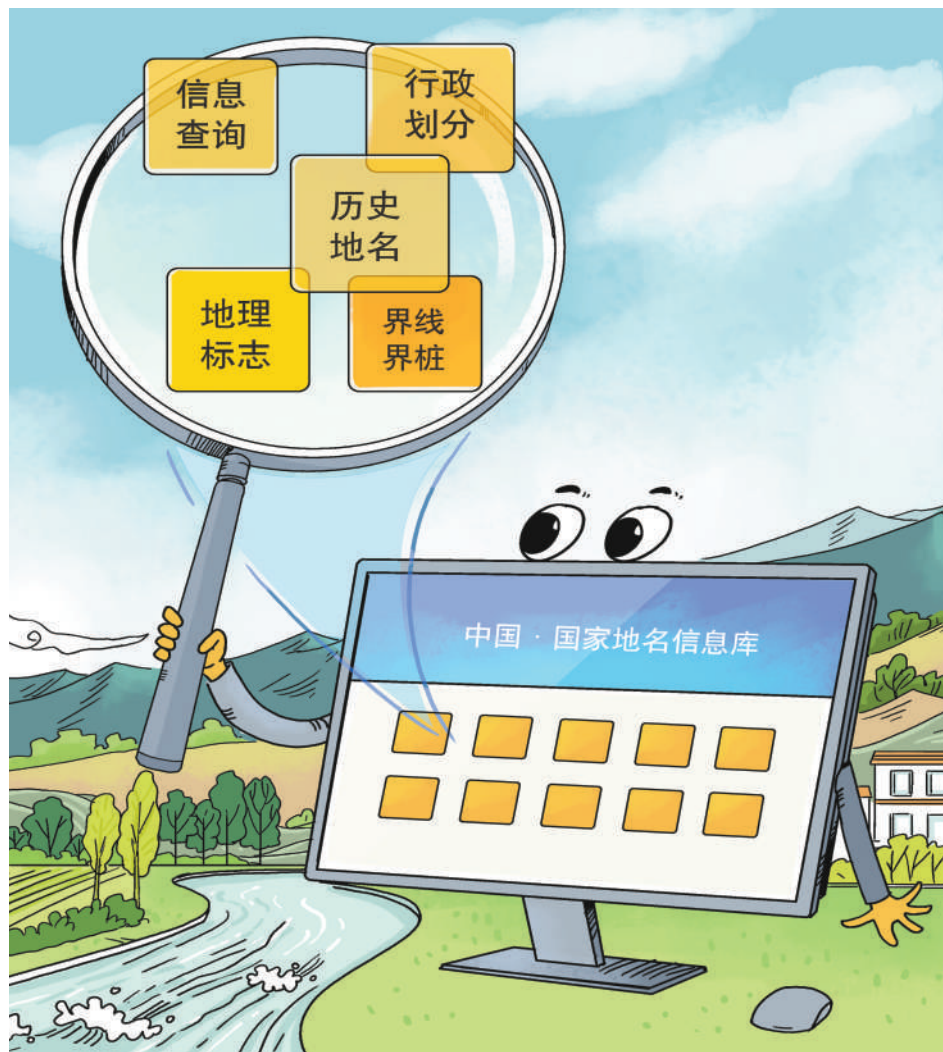 信息
查询
行政
划分
历史
地名
地理
标志
界线
界桩
中国·国家地名信息库